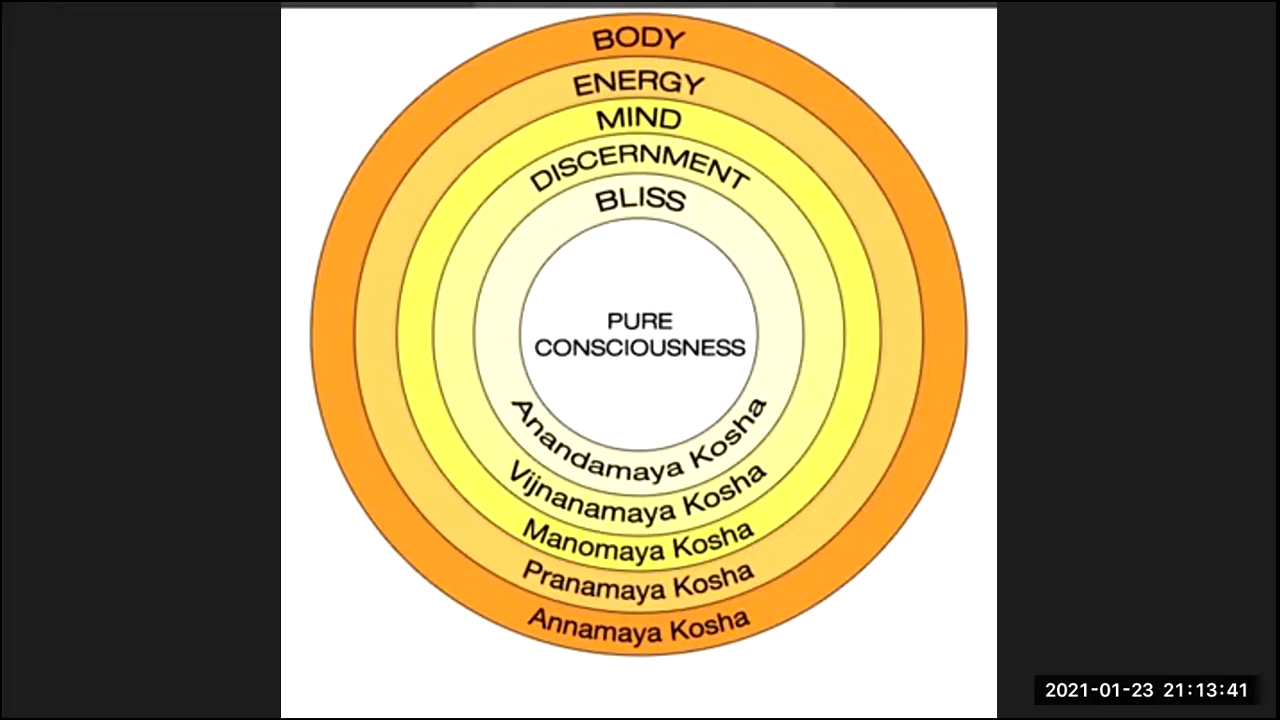 BODY
ENERGY
MIND
DISCERNMENT
BLISS
PURE
CONSCIOUSNESS
Anandamaya Kosha
Vijnanamaya Kosha
Manomaya Kosha
Pranamaya Kosha
Annamaya Kosha
2021-01-23 21:13:41